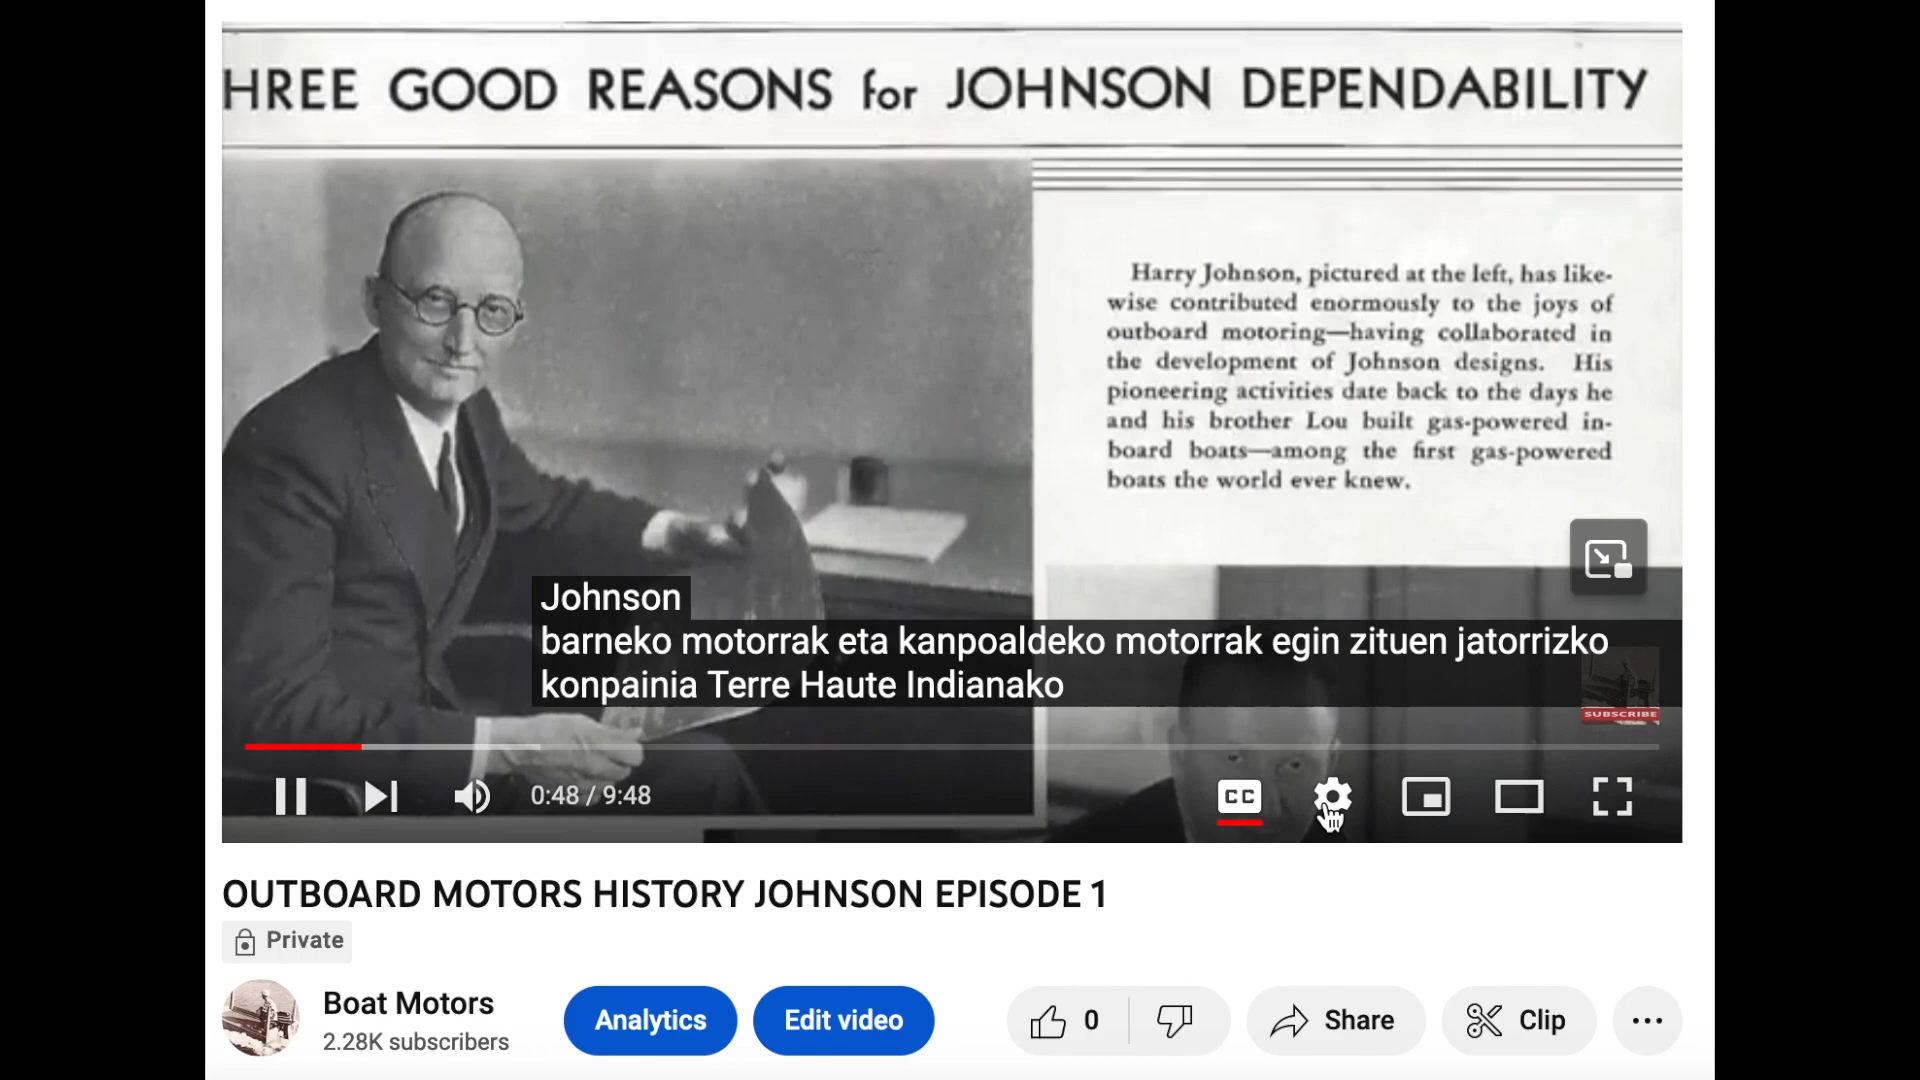 HREE GOOD REASONS for JOHNSON DEPENDABILITY
Harry Johnson, pictured at the left, has like-
wise contributed enormously to the joys of
outboard motoring—having collaborated in
the development of Johnson designs. His
pioneering activities date back to the days he
and his brother Lou built gas-powered in-
board boats—among the first gas-powered
boats the world ever knew.
Johnson
barneko motorrak eta kanpoaldeko motorrak egin zituen jatorrizko
konpainia Terre Haute Indianako
SUBSCRIBE
0:48 / 9:48
CC
OUTBOARD MOTORS HISTORY JOHNSON EPISODE 1
Private
Boat Motors
2.28K subscribers
Analytics
Edit video
0
Share
Clip